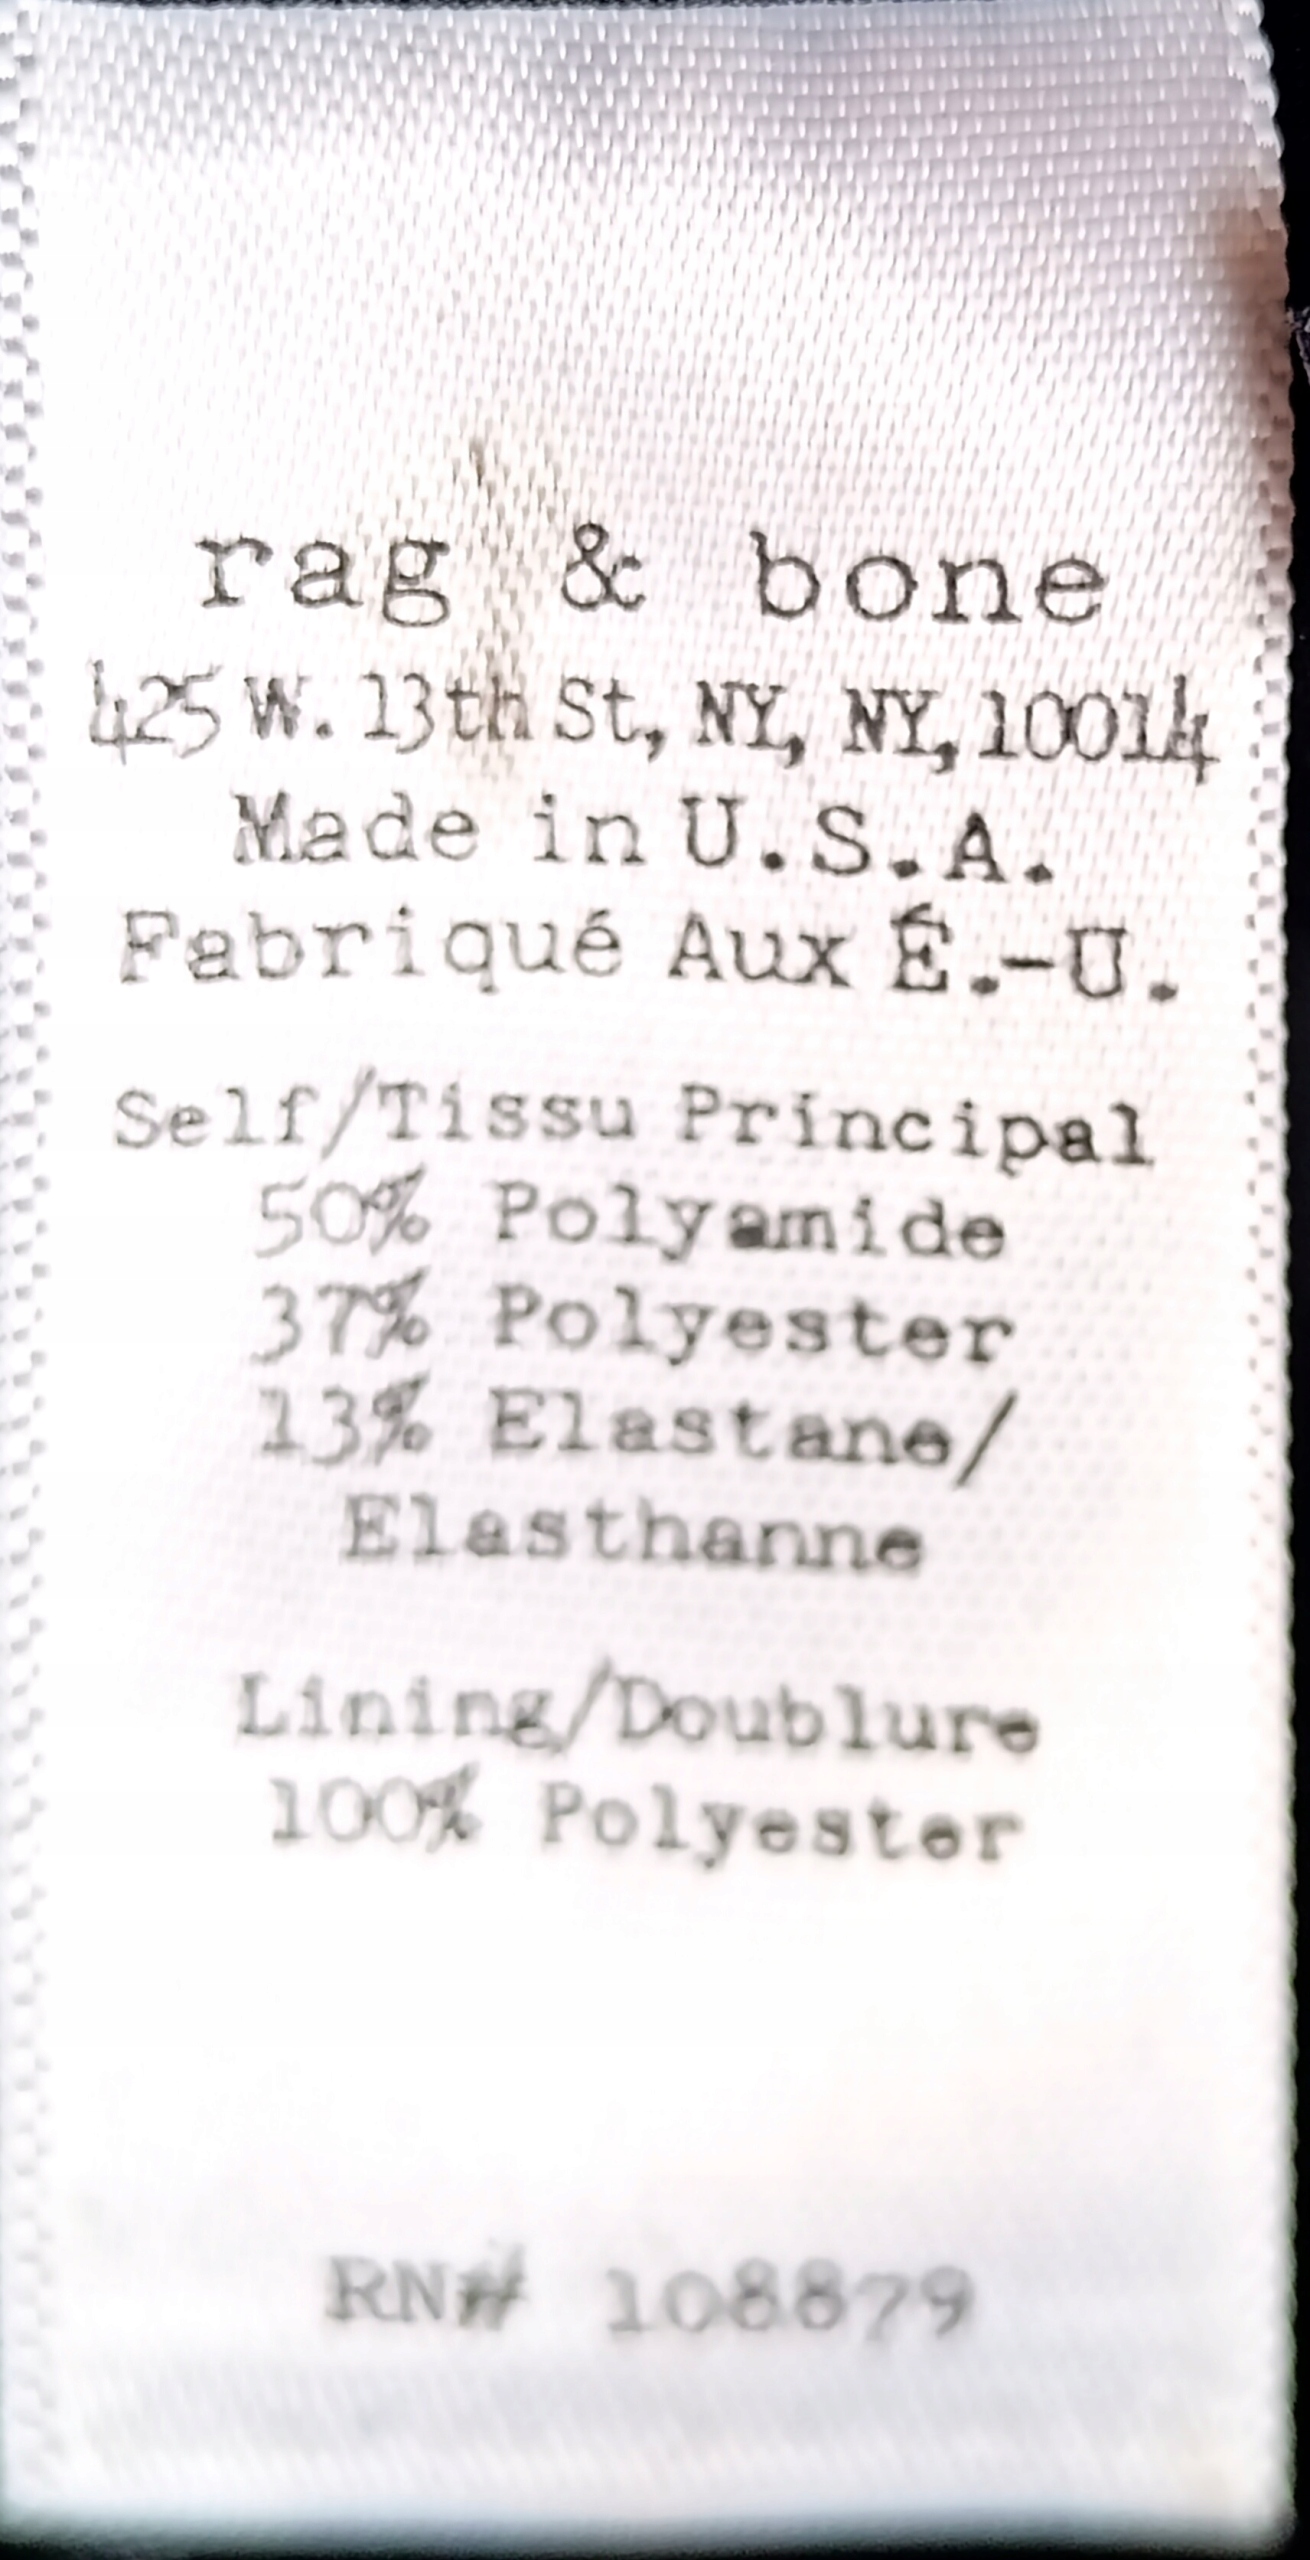 rag & bone
425 W. 13th St, NY, NY, 10014
Made in U.S.A.
Fabriqué Aux É.-U.
Self/Tissu Principal
50% Polyamide
37% Polyester
13% Elastane/
Elasthanne
Lining/Doublure
100% Polyester
RN# 108879